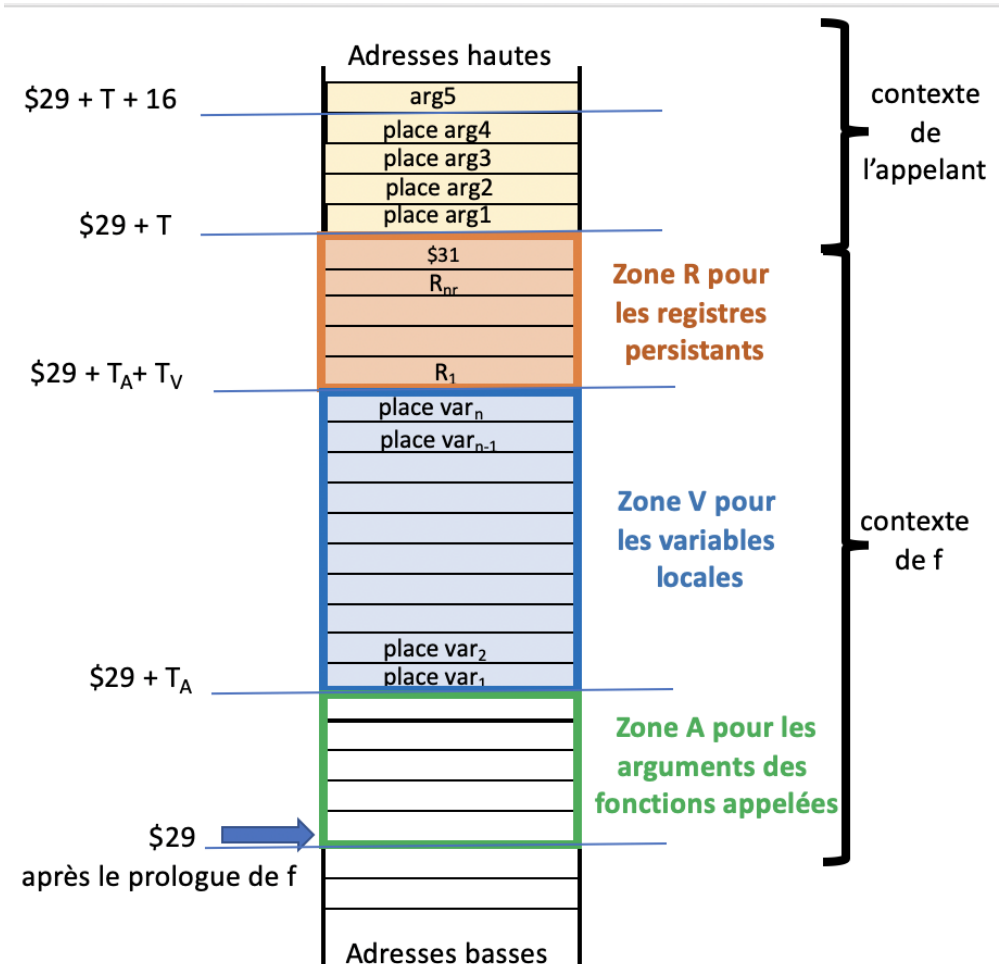 Adresses hautes
$29 + T + 16
arg5
place arg4
place arg3
place arg2
place arg1
$29 + T
contexte
de
l’appelant
$31
Rnr
R1
$29 + TA+ TV
Zone R pour
les registres
persistants
place varn
place varn-1
place var2
place var1
$29 + TA
Zone V pour
les variables
locales
contexte
de f
Zone A pour les
arguments des
fonctions appelées
$29
après le prologue de f
Adresses basses